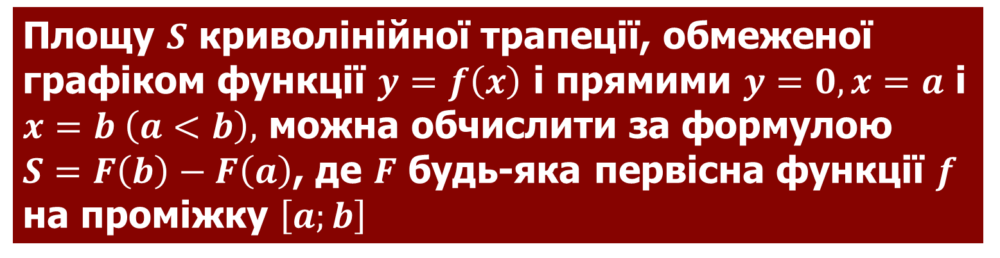 Площу S криволінійної трапеції, обмеженої
графіком функції y = f(x) і прямими y = 0, x = a і
x = b (a < b), можна обчислити за формулою
S = F(b) − F(a), де F будь-яка первісна функції f
на проміжку [a; b]